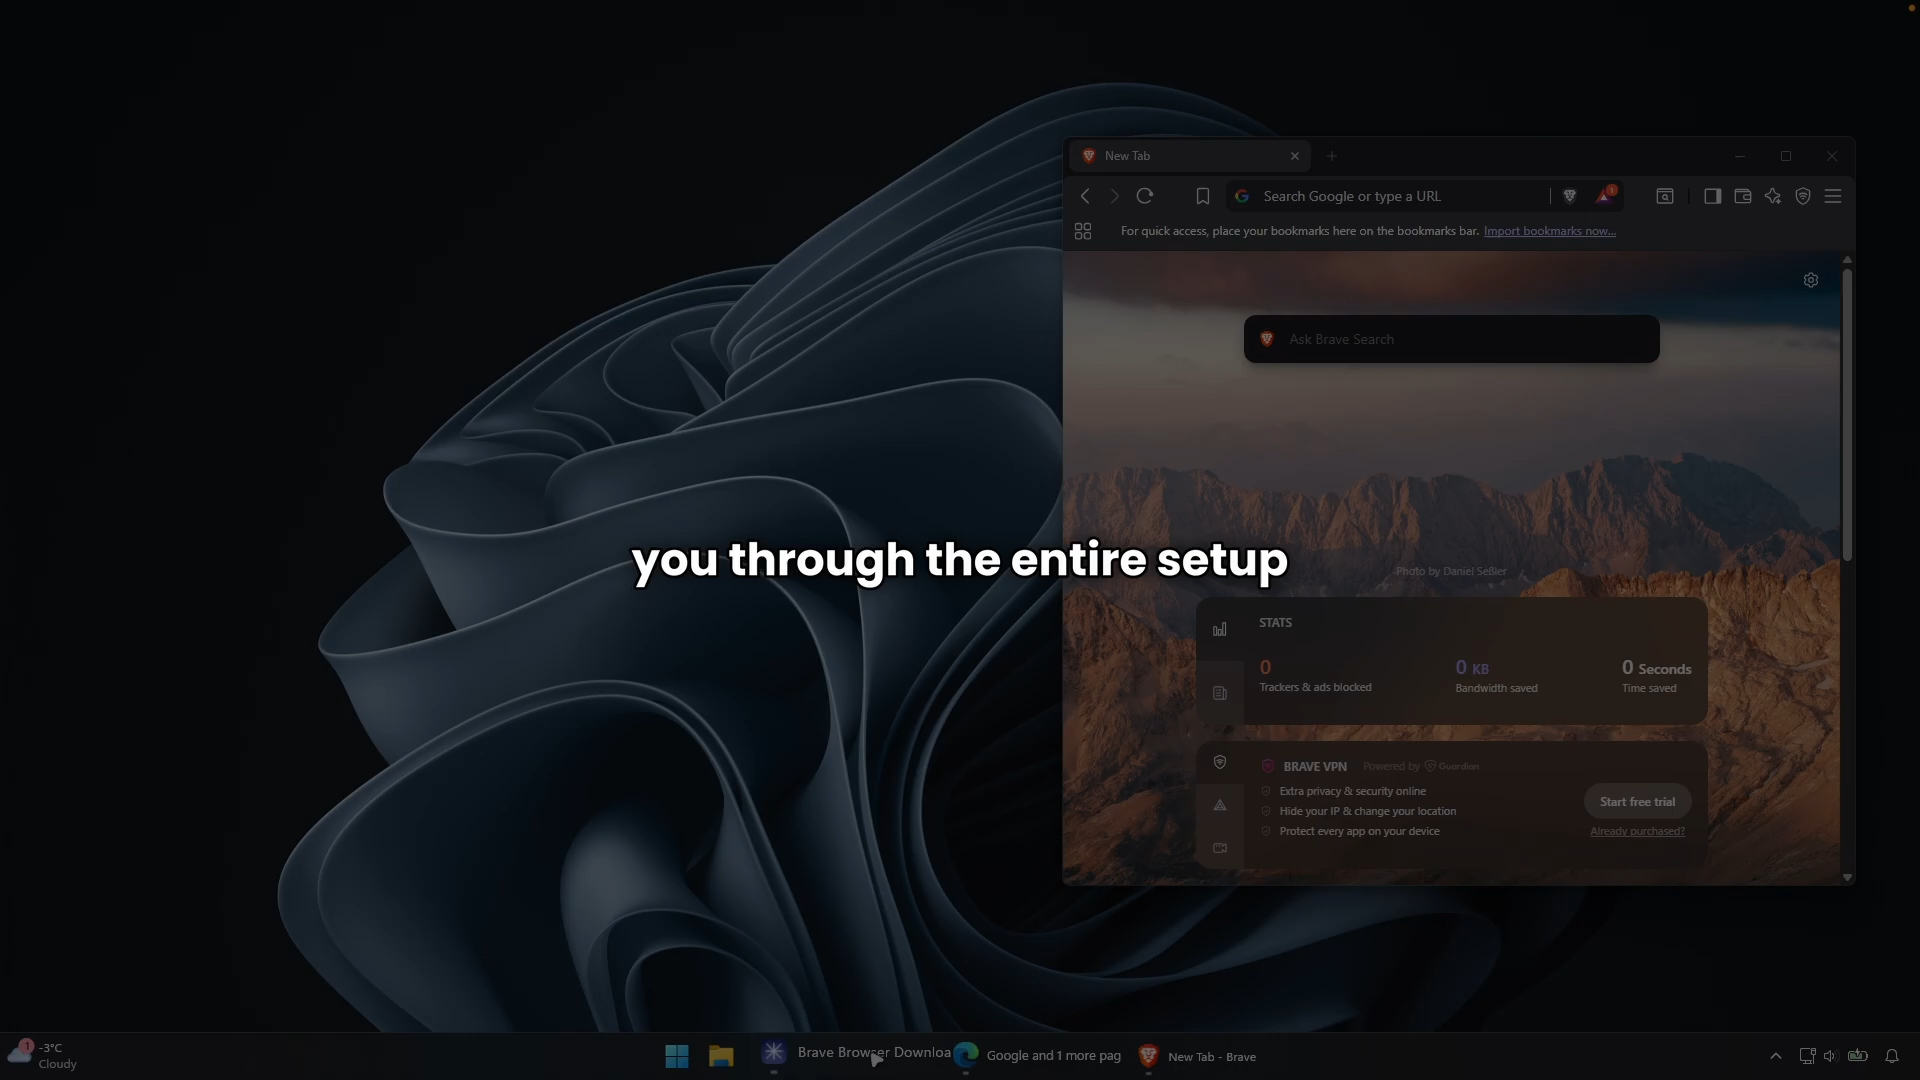 New Tab
Search Google or type a URL
1
For quick access, place your bookmarks here on the bookmarks bar. Import bookmarks now...
Ask Brave Search
you through the entire setup
Photo by Daniel Seßler
STATS
0
0 KB
0 Seconds
Trackers & ads blocked
Bandwidth saved
Time saved
BRAVE VPN
Powered by Guardian
Extra privacy & security online
Hide your IP & change your location
Protect every app on your device
Start free trial
Already purchased?
1
-3°C
Cloudy
Brave Browser Downloa
Google and 1 more pag
New Tab - Brave